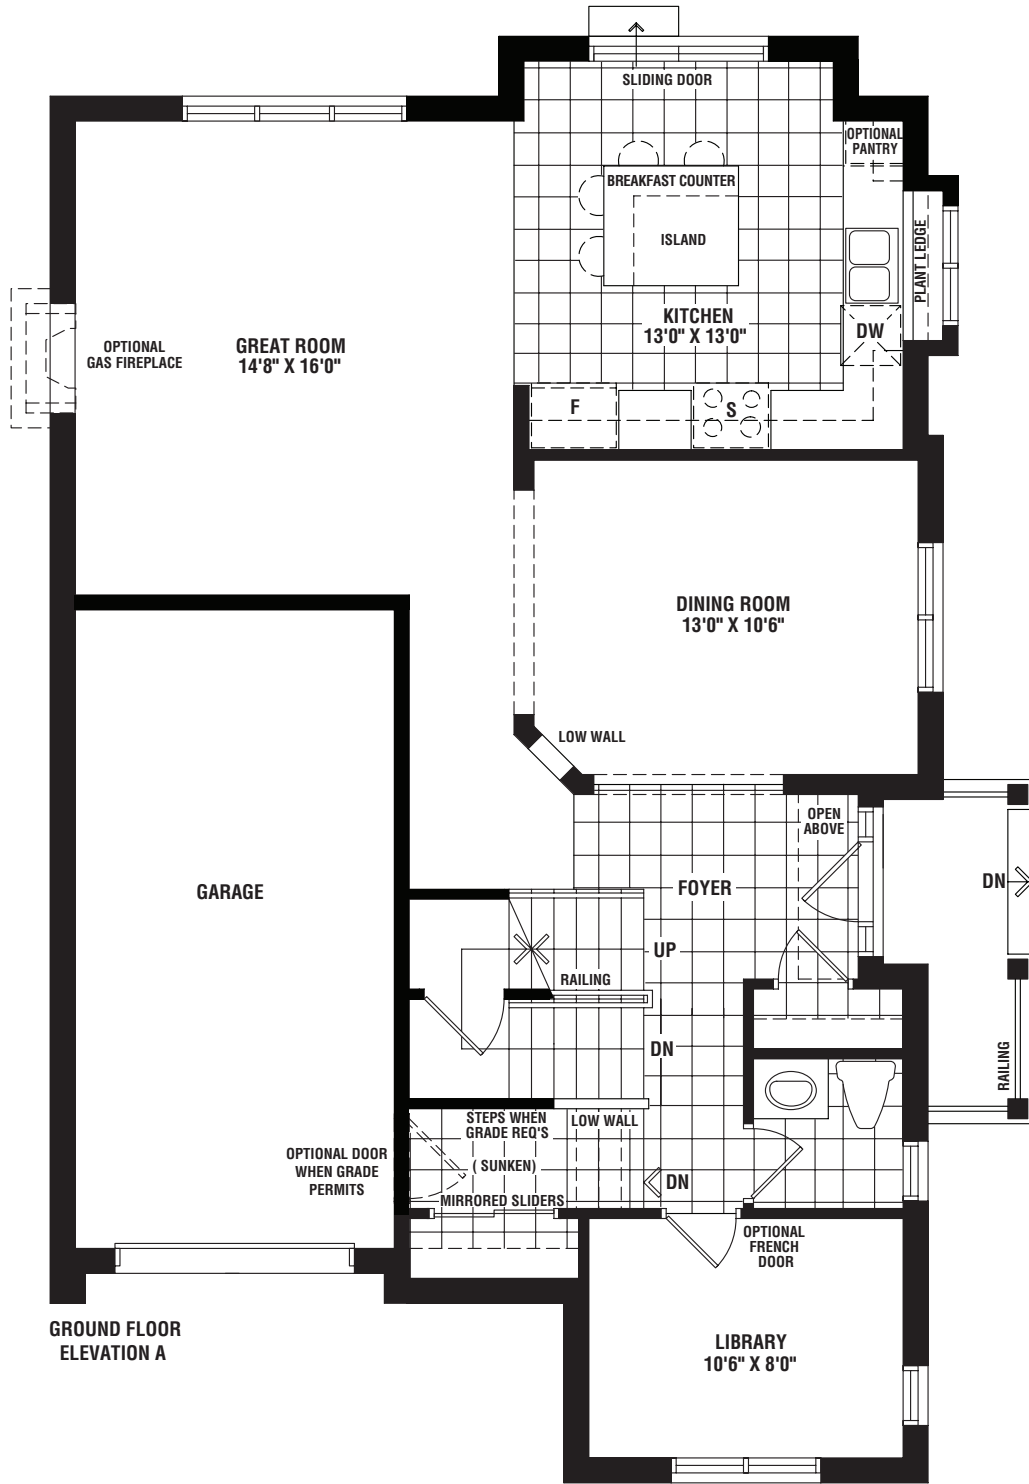 SLIDING DOOR
OPTIONAL
PANTRY
BREAKFAST COUNTER
ISLAND
PLANT LEDGE
KITCHEN
13'0" X 13'0"
DW
OPTIONAL
GAS FIREPLACE
GREAT ROOM
14'8" X 16'0"
F
S
DINING ROOM
13'0" X 10'6"
LOW WALL
OPEN
ABOVE
GARAGE
FOYER
DN
UP
RAILING
DN
RAILING
STEPS WHEN
GRADE REQ'S
(SUNKEN)
LOW WALL
OPTIONAL DOOR
WHEN GRADE
PERMITS
DN
MIRRORED SLIDERS
OPTIONAL
FRENCH
DOOR
GROUND FLOOR
ELEVATION A
LIBRARY
10'6" X 8'0"